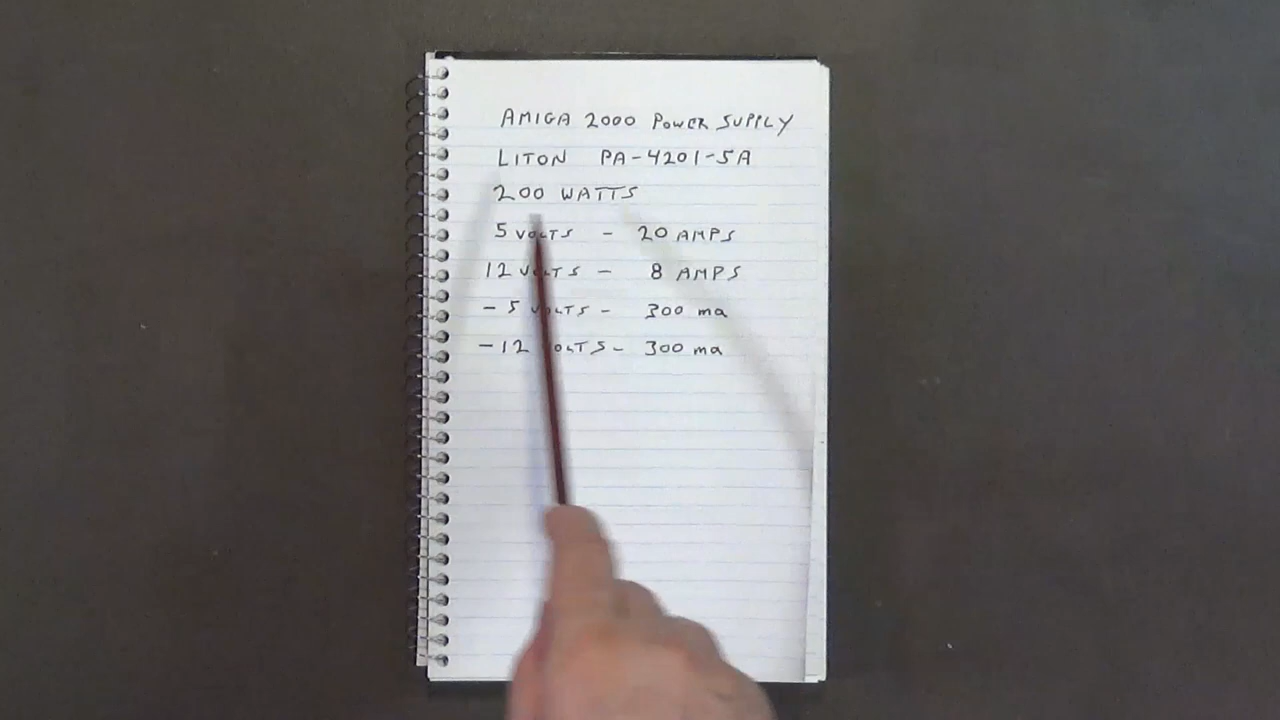 AMIGA 2000 POWER SUPPLY
LITON PA-4201-5A
200 WATTS
5 VOLTS - 20 AMPS
12 VOLTS - 8 AMPS
- 5 VOLTS - 300 ma
- 12 VOLTS - 300 ma